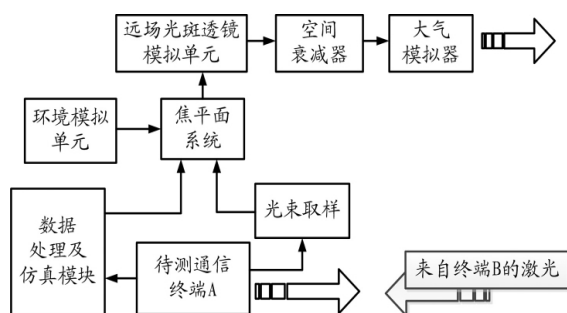 远场光斑透镜
模拟单元
空间
衰减器
大气
模拟器
环境模拟
单元
焦平面
系统
数据
处理及
仿真模块
光束取样
待测通信
终端A
来自终端B的激光